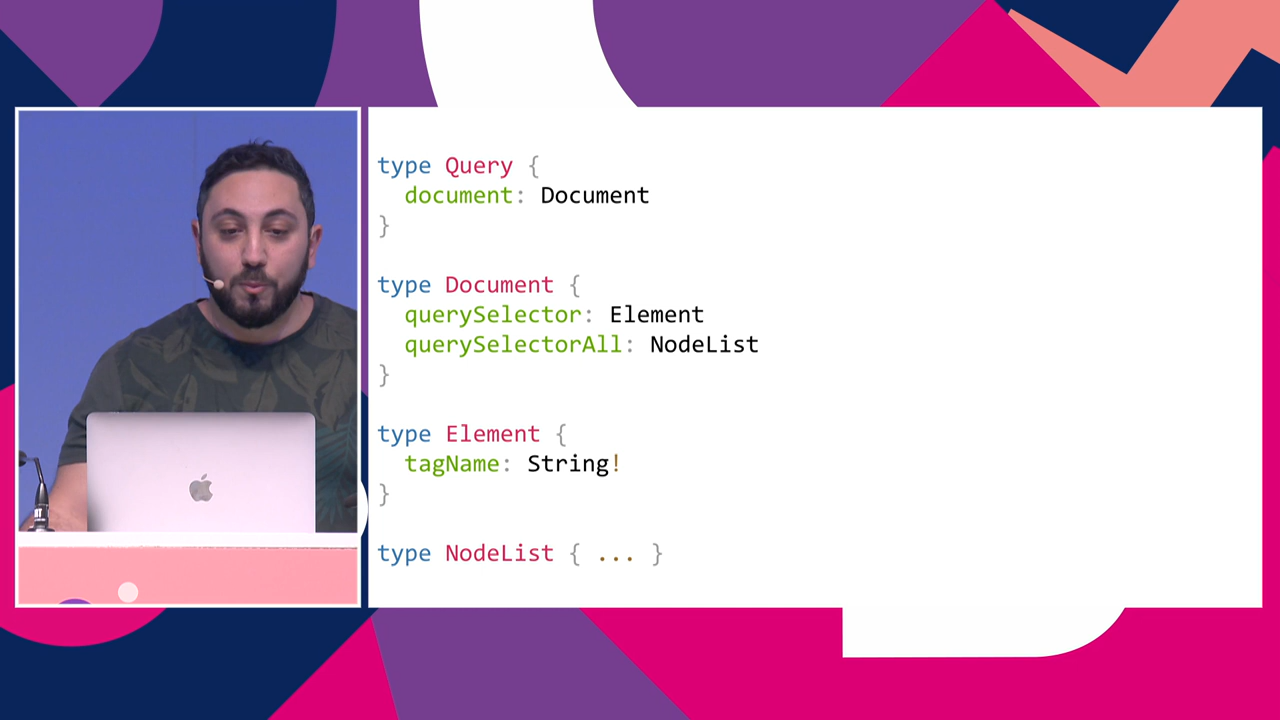 type Query {
  document: Document
}
type Document {
  querySelector: Element
  querySelectorAll: NodeList
}
type Element {
  tagName: String!
}
type NodeList { ... }